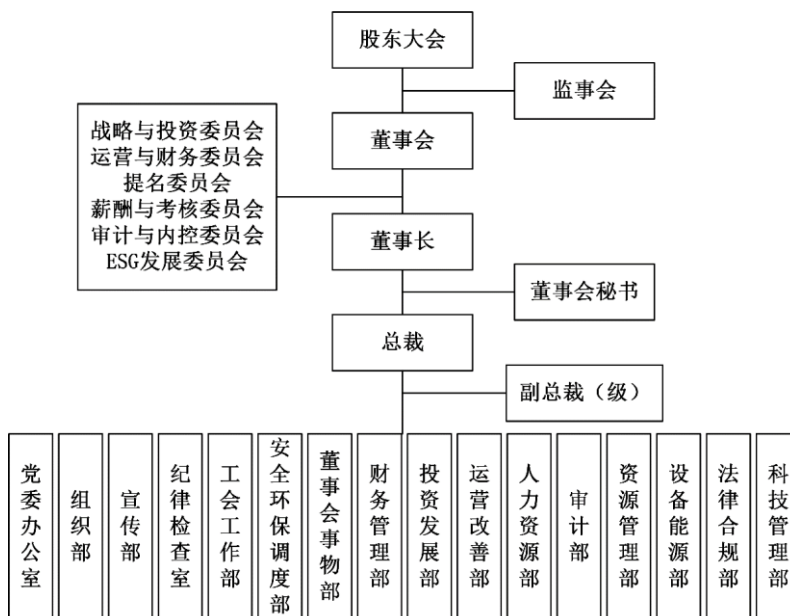 股东大会
监事会
战略与投资委员会
运营与财务委员会
提名委员会
薪酬与考核委员会
审计与内控委员会
ESG发展委员会
董事会
董事长
董事会秘书
总裁
副总裁（级）
党委办公室
组织部
宣传部
纪律检查室
工会工作部
安全环保调度部
董事会事物部
财务管理部
投资发展部
运营改善部
人力资源部
审计部
资源管理部
设备能源部
法律合规部
科技管理部